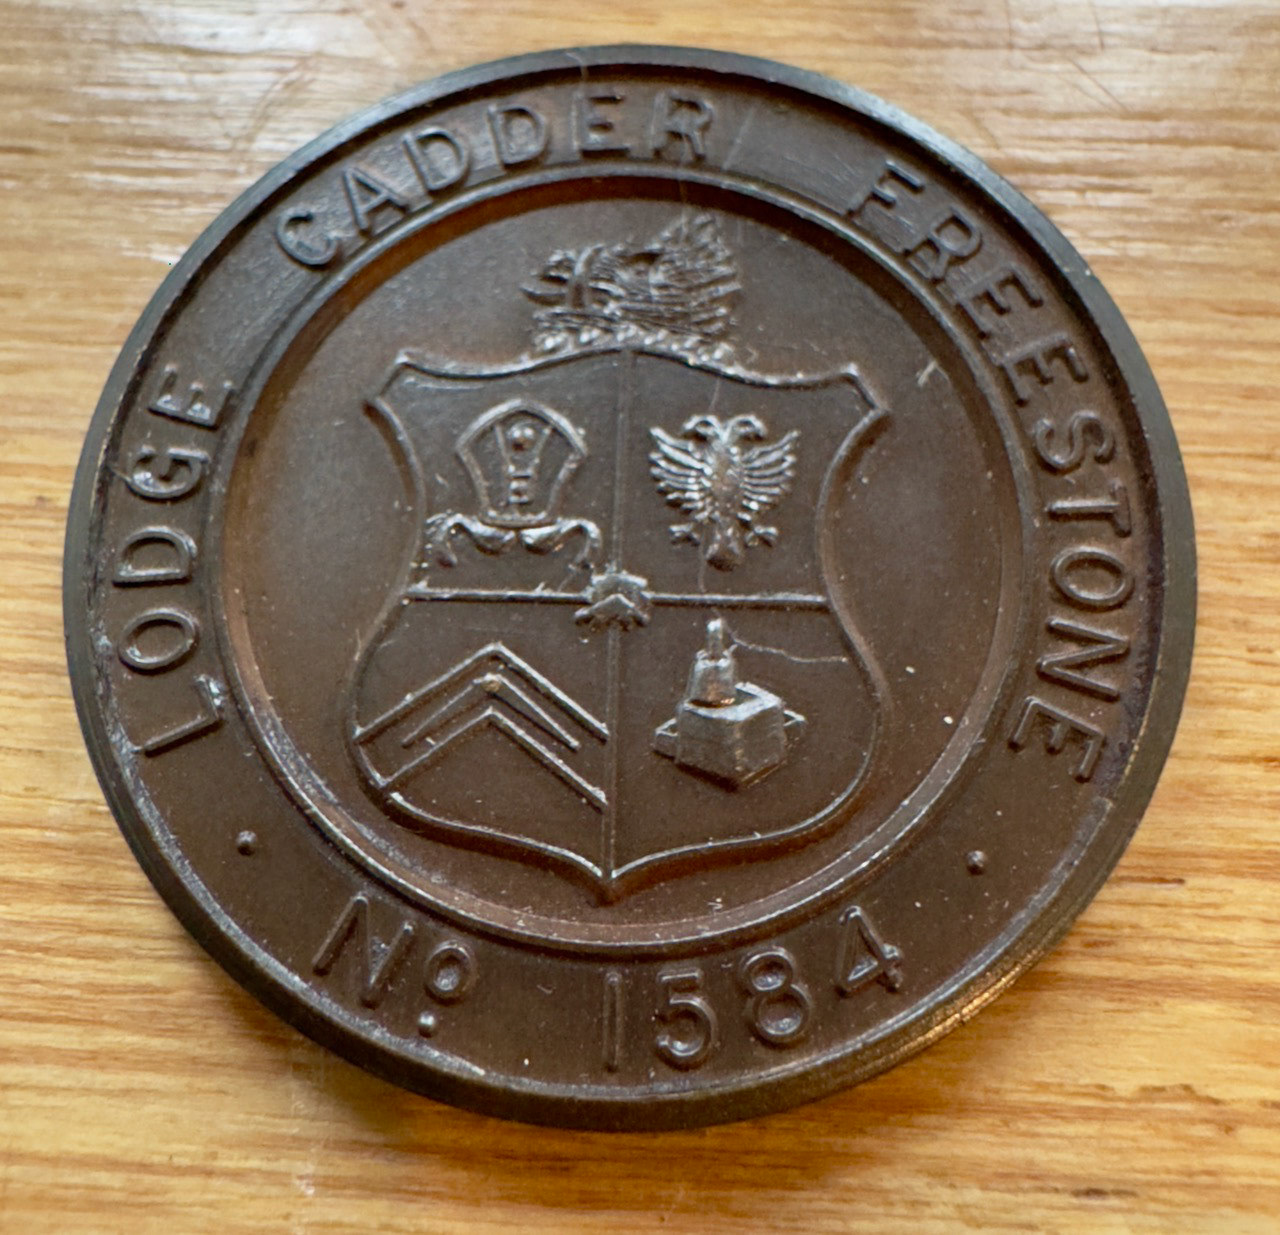 LODGE CADDER FREESTONE
· Nº. 1584 ·